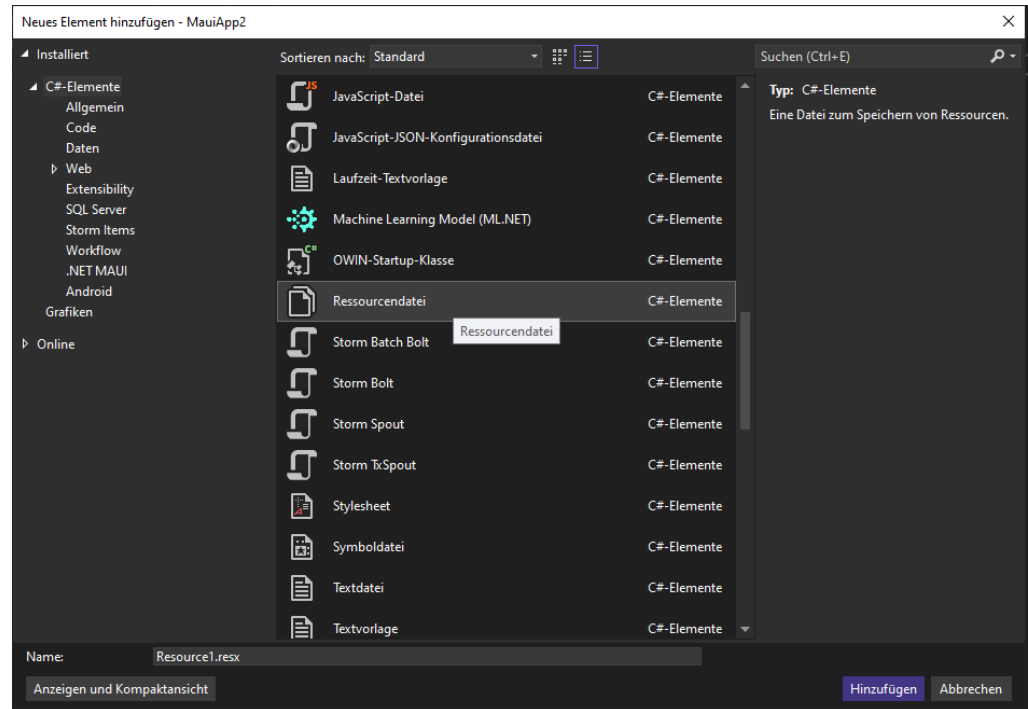 Neues Element hinzufügen - MauiApp2
Installiert
Sortieren nach: Standard
Suchen (Ctrl+E)
C#-Elemente
Allgemein
Code
Daten
Web
Extensibility
SQL Server
Storm Items
Workflow
.NET MAUI
Android
Grafiken
Online
JS
JavaScript-Datei C#-Elemente
JavaScript-JSON-Konfigurationsdatei C#-Elemente
Laufzeit-Textvorlage C#-Elemente
Machine Learning Model (ML.NET) C#-Elemente
C#
OWIN-Startup-Klasse C#-Elemente
Ressourcendatei C#-Elemente
Ressourcendatei
Storm Batch Bolt C#-Elemente
Storm Bolt C#-Elemente
Storm Spout C#-Elemente
Storm TxSpout C#-Elemente
Stylesheet C#-Elemente
Symboldatei C#-Elemente
Textdatei C#-Elemente
Textvorlage C#-Elemente
Typ: C#-Elemente
Eine Datei zum Speichern von Ressourcen.
Name: Resource1.resx
Anzeigen und Kompaktansicht
Hinzufügen
Abbrechen